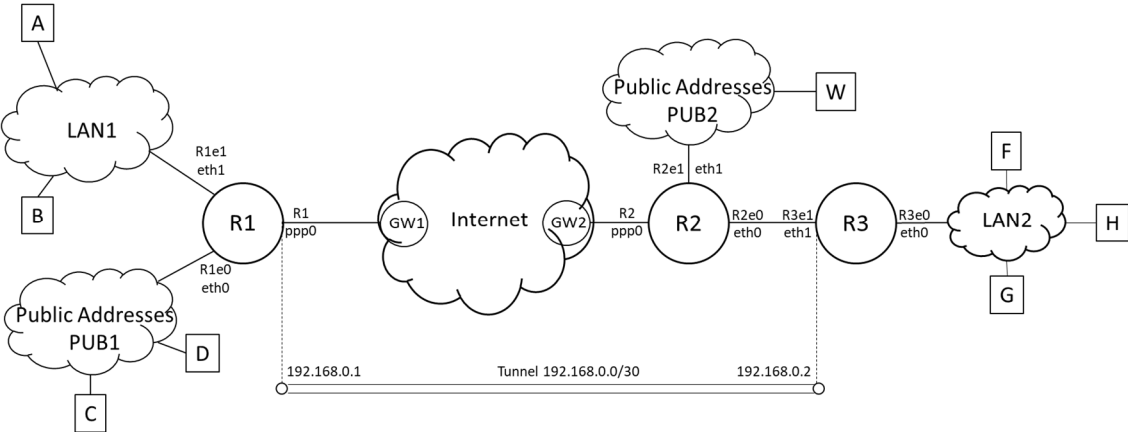 A
LAN1
B
R1e1
eth1
R1
R1
ppp0
R1e0
eth0
Public Addresses
PUB1
D
C
GW1
Internet
GW2
Public Addresses
PUB2
W
R2e1 eth1
R2
ppp0
R2
R2e0
eth0
R3e1
eth1
R3
R3e0
eth0
F
LAN2
H
G
192.168.0.1
Tunnel 192.168.0.0/30
192.168.0.2